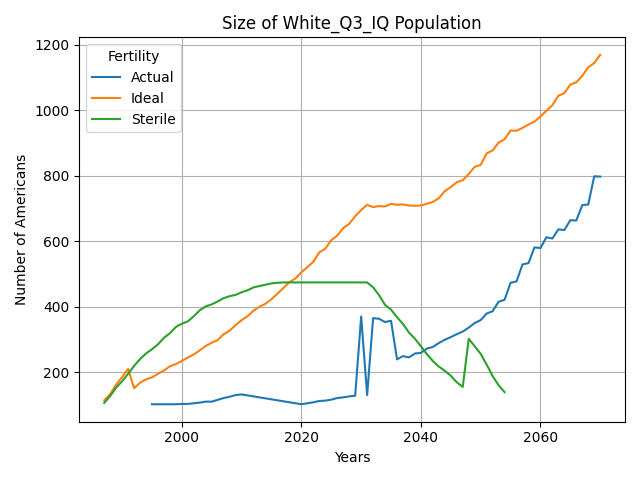 Size of White_Q3_IQ Population
Number of Americans
1200
1000
800
600
400
200
Fertility
Actual
Ideal
Sterile
2000
2020
2040
2060
Years